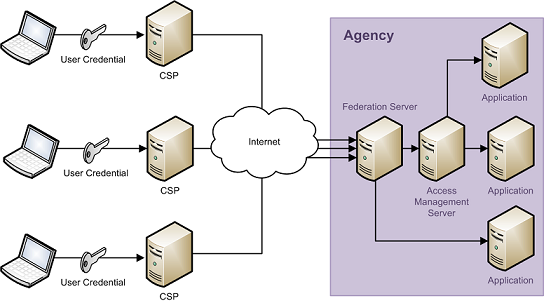 User Credential
CSP
User Credential
CSP
User Credential
CSP
Internet
Agency
Federation Server
Access
Management
Server
Application
Application
Application